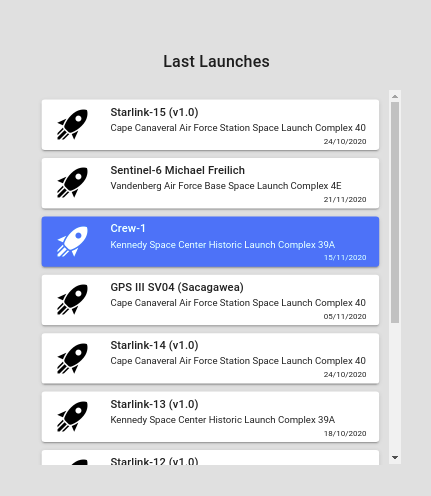 Last Launches
Starlink-15 (v1.0)
Cape Canaveral Air Force Station Space Launch Complex 40
24/10/2020
Sentinel-6 Michael Freilich
Vandenberg Air Force Base Space Launch Complex 4E
21/11/2020
Crew-1
Kennedy Space Center Historic Launch Complex 39A
15/11/2020
GPS III SV04 (Sacagawea)
Cape Canaveral Air Force Station Space Launch Complex 40
05/11/2020
Starlink-14 (v1.0)
Cape Canaveral Air Force Station Space Launch Complex 40
24/10/2020
Starlink-13 (v1.0)
Kennedy Space Center Historic Launch Complex 39A
18/10/2020
Starlink-12 (v1.0)